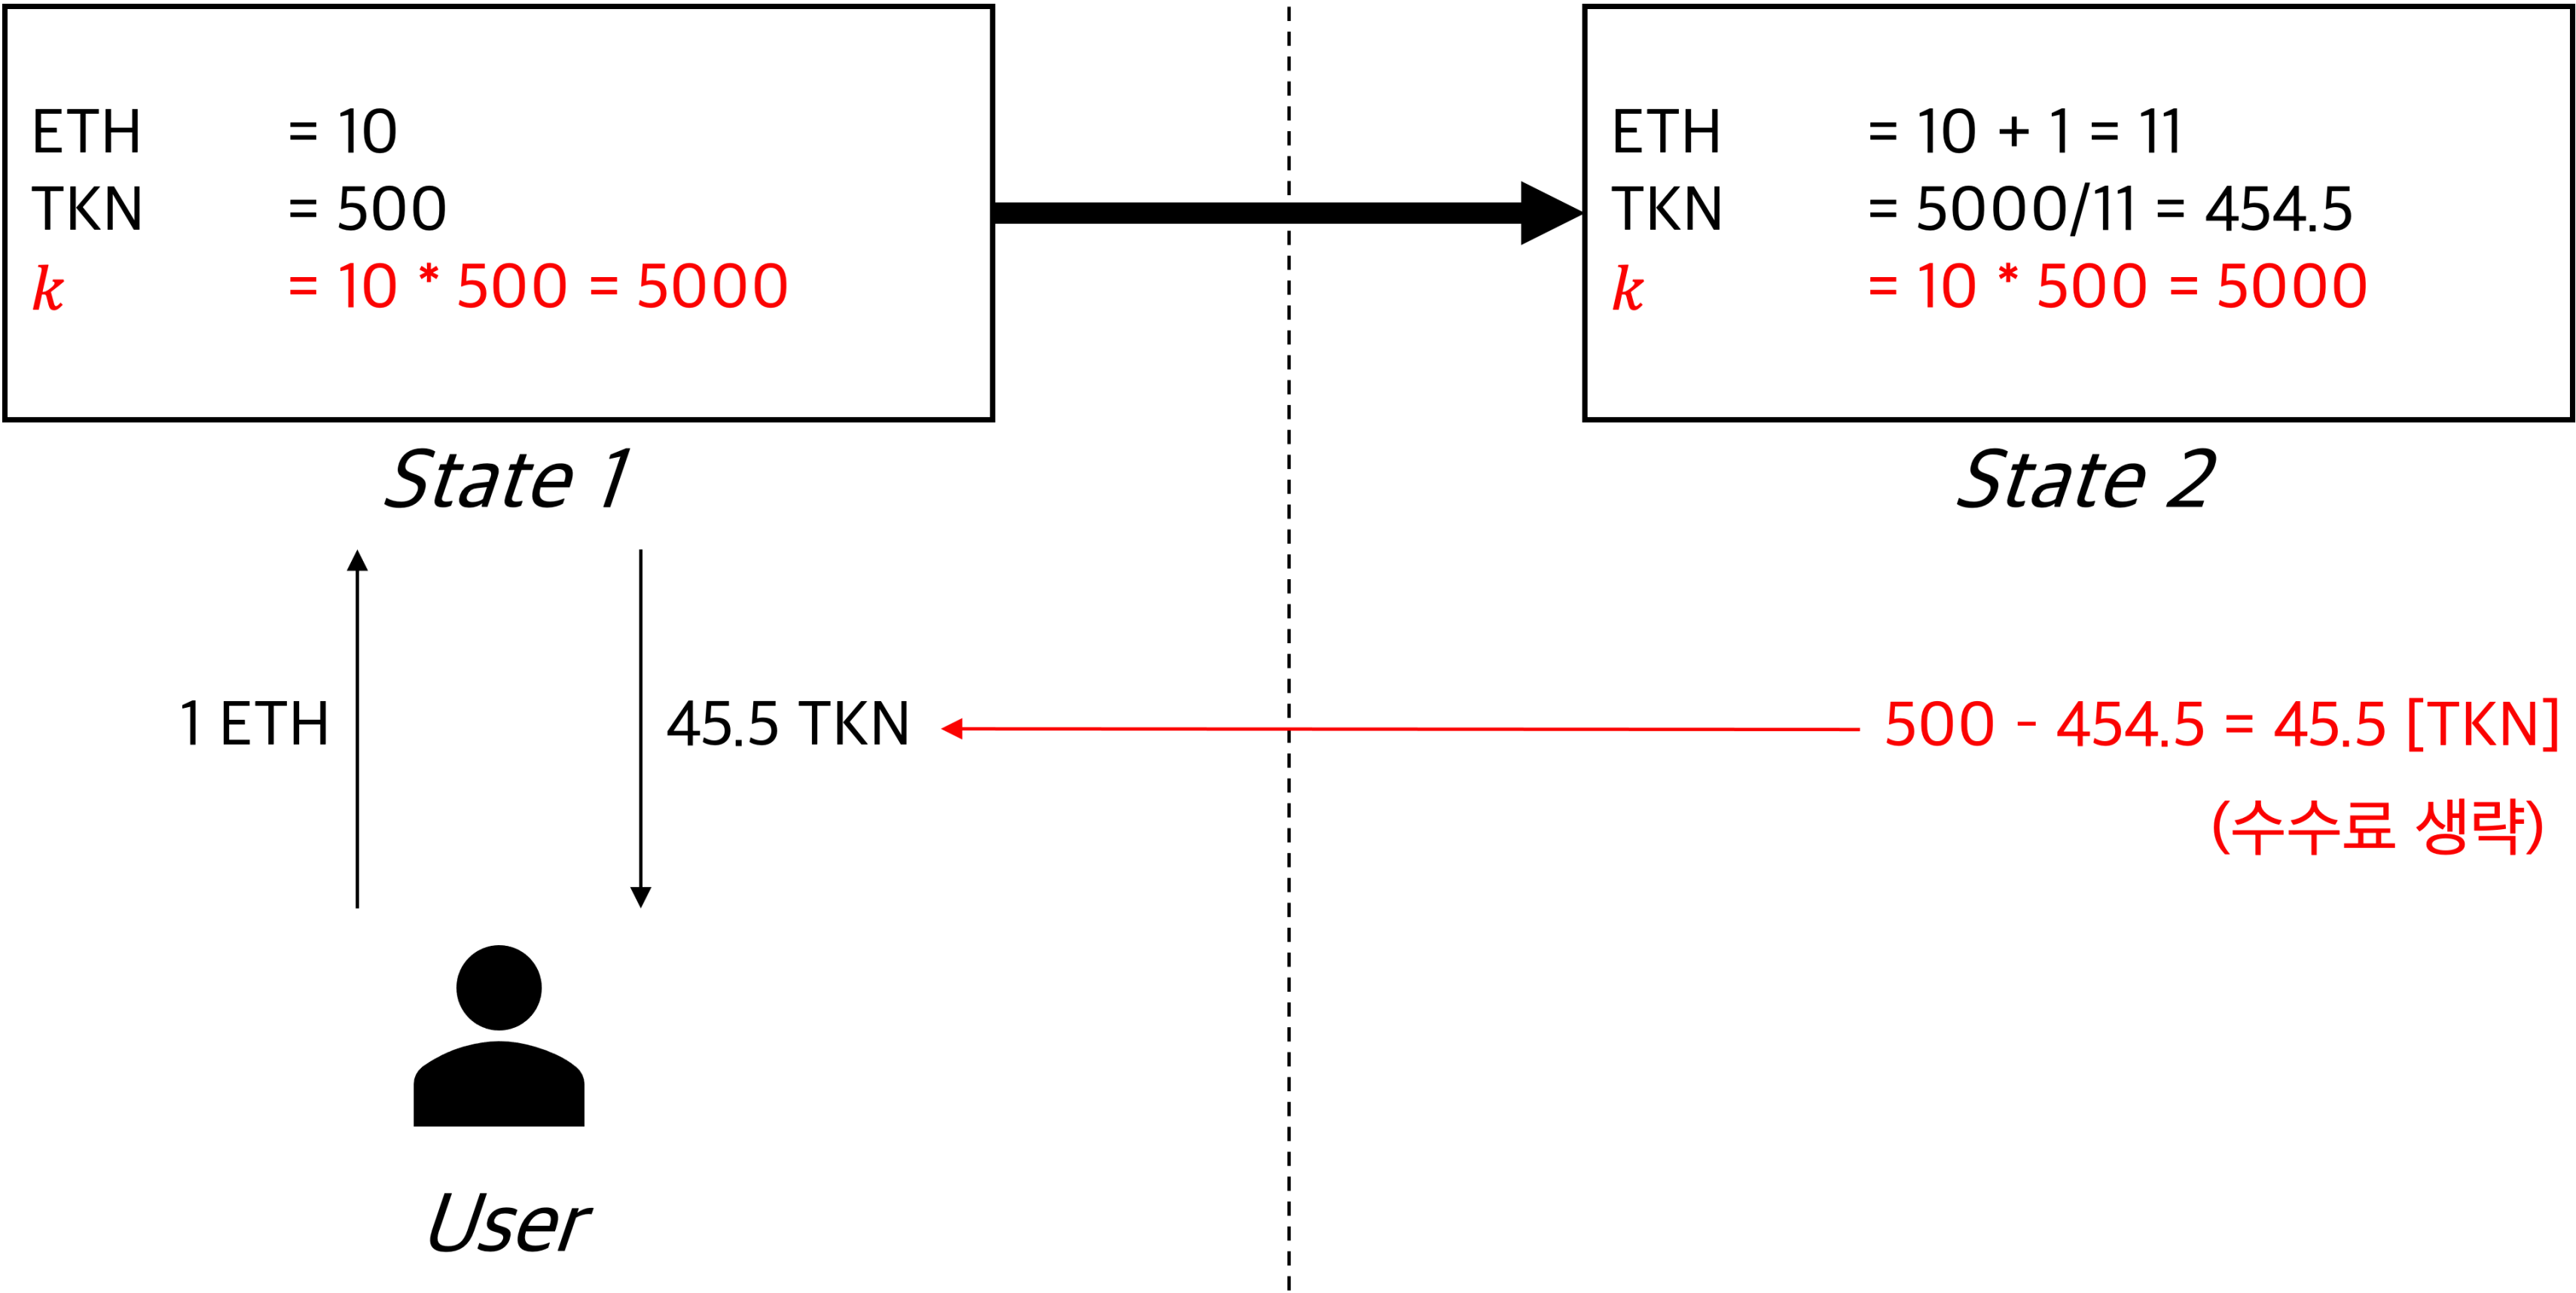 ETH = 10
TKN = 500
k = 10 * 500 = 5000
State 1
ETH = 10 + 1 = 11
TKN = 5000/11 = 454.5
k = 10 * 500 = 5000
State 2
1 ETH
45.5 TKN
500 - 454.5 = 45.5 [TKN]
(수수료 생략)
User